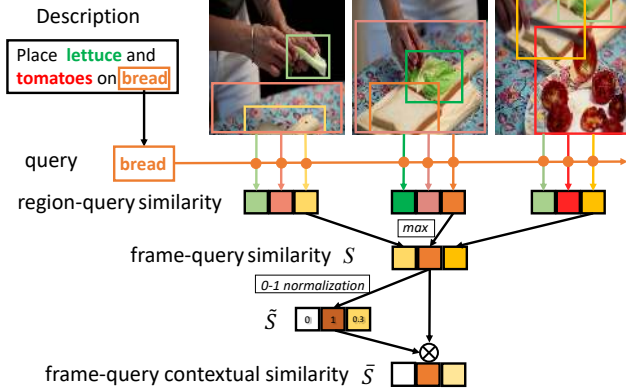 Description
Place lettuce and
tomatoes on bread
query
bread
region-query similarity
max
frame-query similarity S
0-1 normalization
S̃
0
1
0.3
frame-query contextual similarity S̄